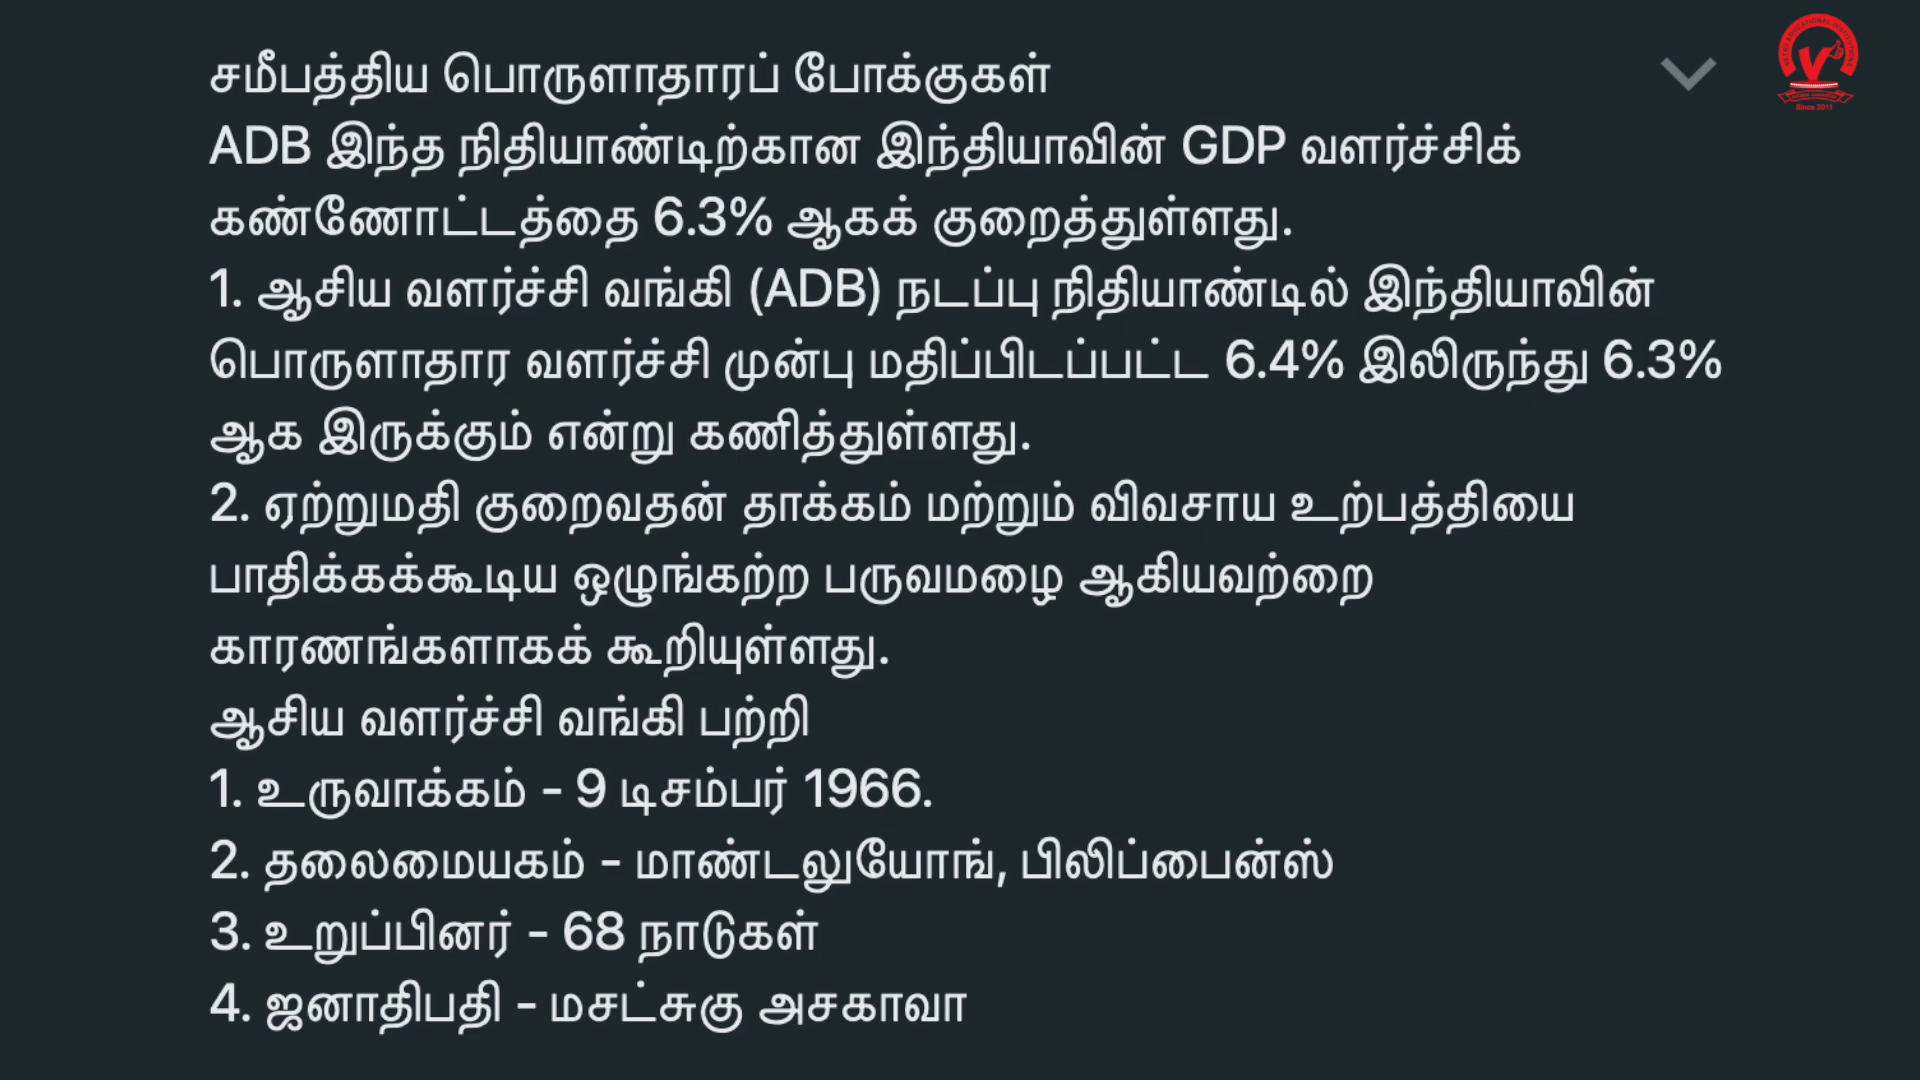 சமீபத்திய பொருளாதாரப் போக்குகள்
ADB இந்த நிதியாண்டிற்கான இந்தியாவின் GDP வளர்ச்சிக்
கண்ணோட்டத்தை 6.3% ஆகக் குறைத்துள்ளது.
1. ஆசிய வளர்ச்சி வங்கி (ADB) நடப்பு நிதியாண்டில் இந்தியாவின்
பொருளாதார வளர்ச்சி முன்பு மதிப்பிடப்பட்ட 6.4% இலிருந்து 6.3%
ஆக இருக்கும் என்று கணித்துள்ளது.
2. ஏற்றுமதி குறைவதன் தாக்கம் மற்றும் விவசாய உற்பத்தியை
பாதிக்கக்கூடிய ஒழுங்கற்ற பருவமழை ஆகியவற்றை
காரணங்களாகக் கூறியுள்ளது.
ஆசிய வளர்ச்சி வங்கி பற்றி
1. உருவாக்கம் - 9 டிசம்பர் 1966.
2. தலைமையகம் - மாண்டலுயோங், பிலிப்பைன்ஸ்
3. உறுப்பினர் - 68 நாடுகள்
4. ஜனாதிபதி - மசட்சுகு அசகாவா
Since 2011